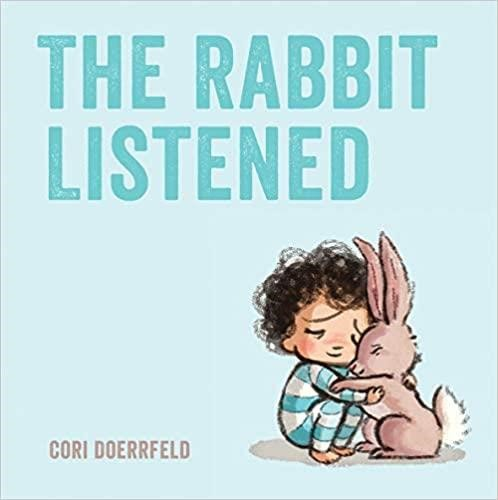 THE RABBIT
LISTENED
CORI DOERRFELD